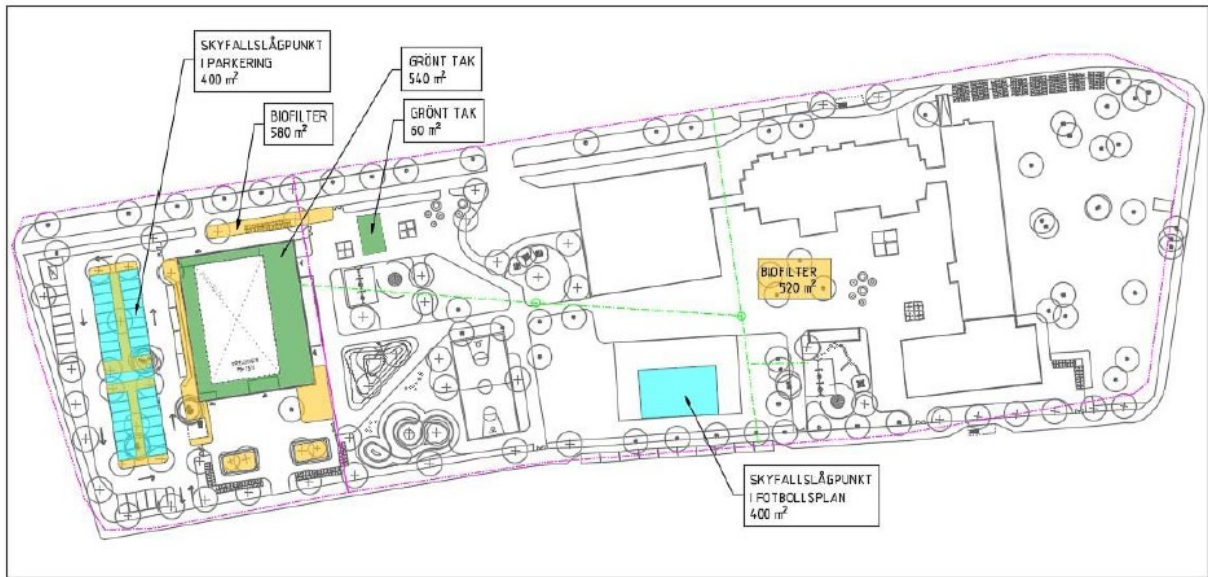 SKYFALLSLÅGPUNKT
I PARKERING
400 m²
GRÖNT TAK
540 m²
BIOFILTER
580 m²
GRÖNT TAK
60 m²
BIOFILTER
520 m²
SKYFALLSLÅGPUNKT
I FOTBOLLSPLAN
400 m²